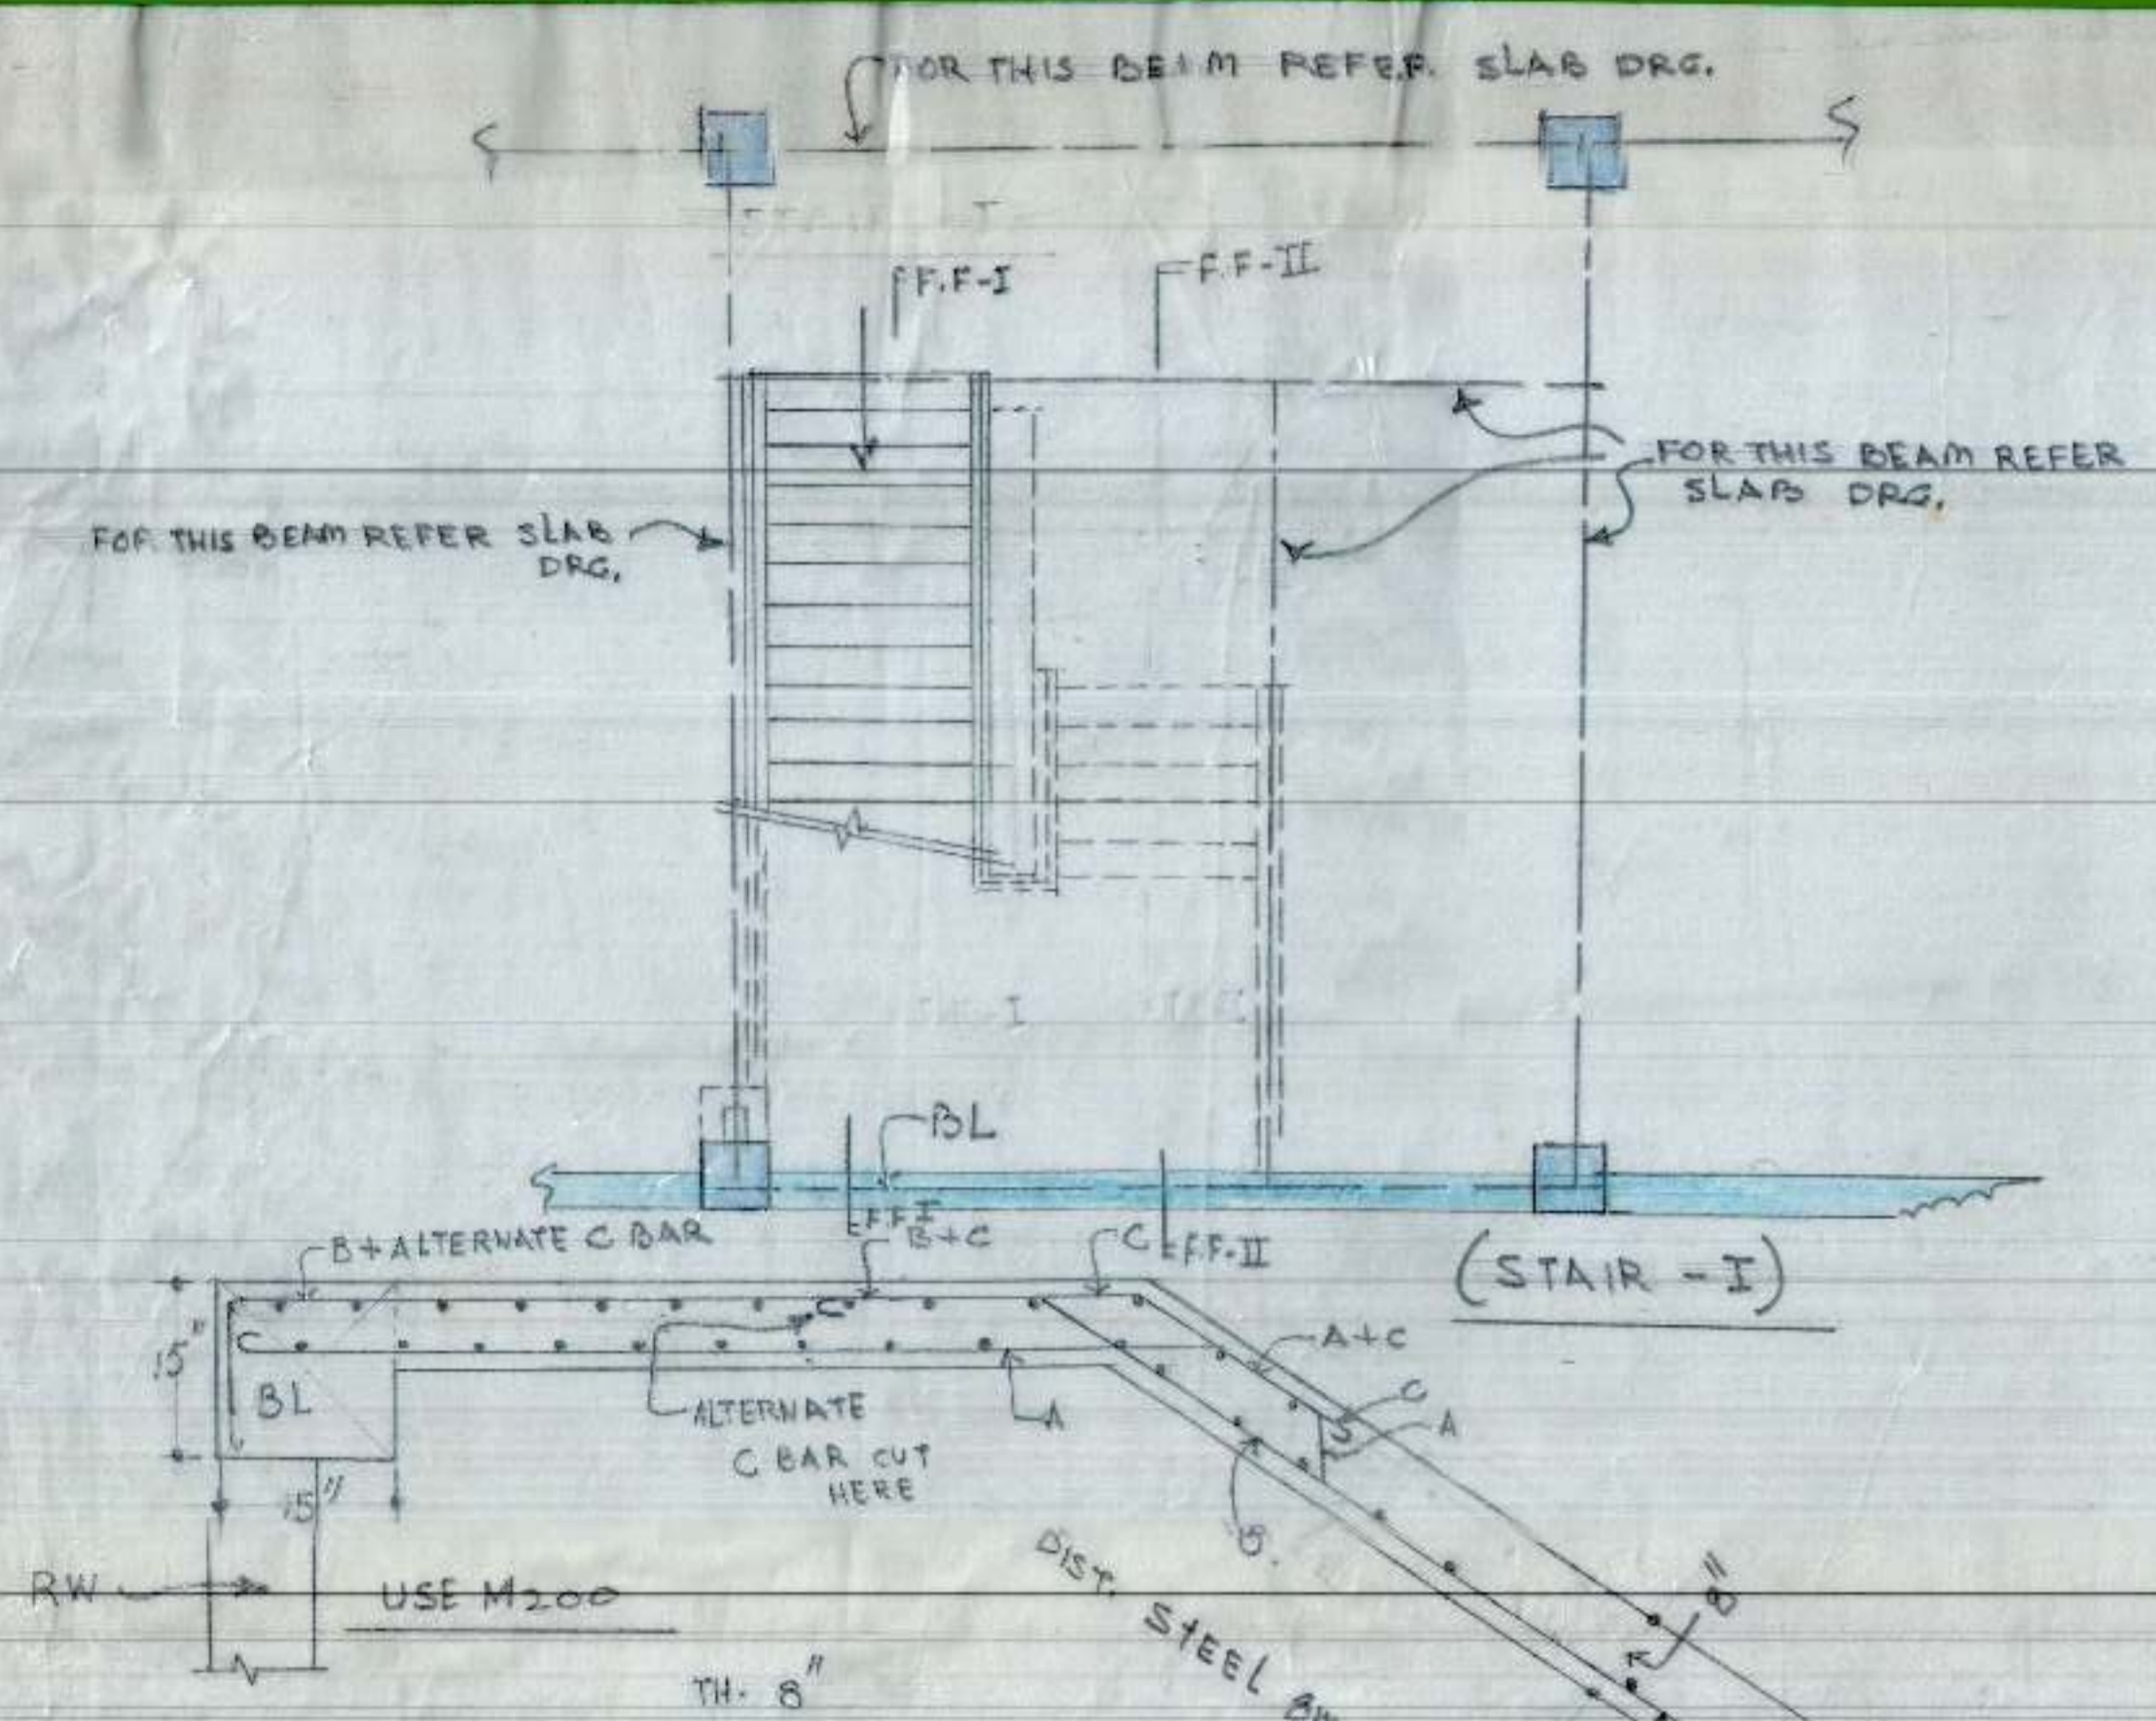 FOR THIS BEAM REFER. SLAB DRG.
F.F-I
F.F-II
FOR THIS BEAM REFER
SLAB DRG.
FOR THIS BEAM REFER SLAB
DRG.
BL
F.F I
F.F-II
(STAIR - I)
B+ALTERNATE C BAR
B+C
C
15"
BL
C
A+C
C
A
ALTERNATE
C BAR CUT
HERE
A
15"
B.
RW
USE M200
TH. 8"
DIST. STEEL 8m
8"